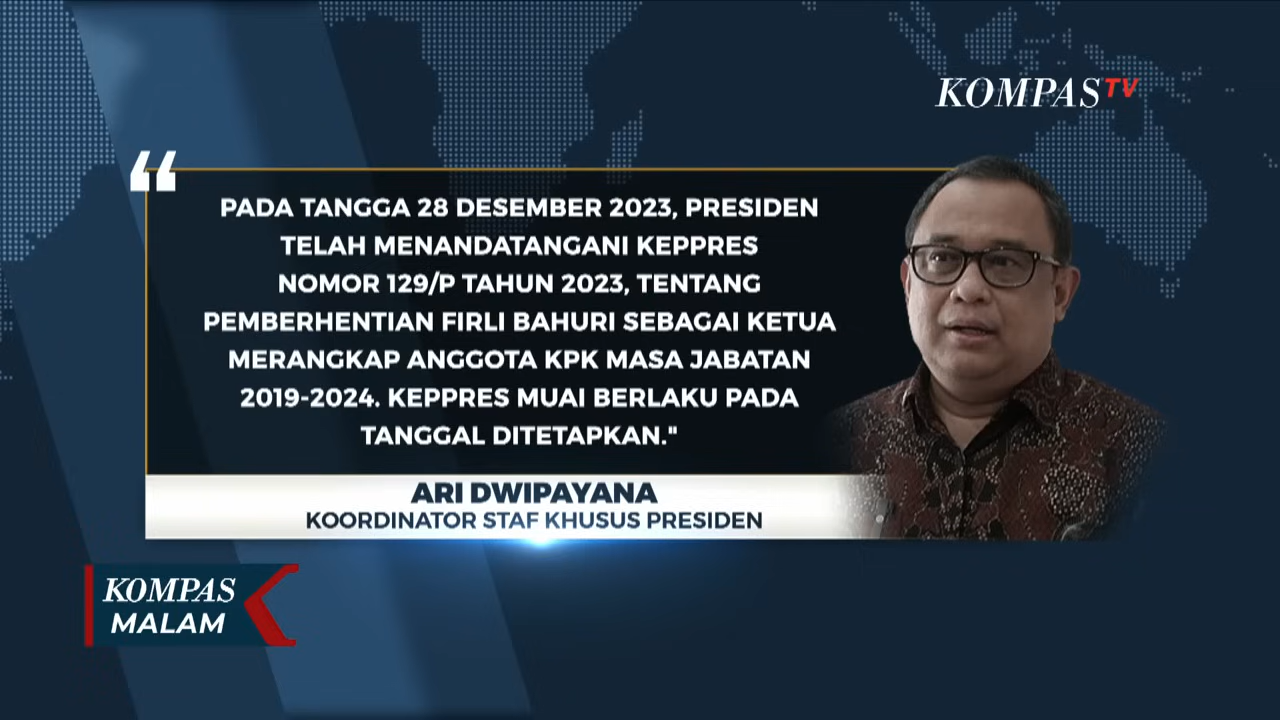 KOMPAS TV
“
PADA TANGGA 28 DESEMBER 2023, PRESIDEN
TELAH MENANDATANGANI KEPPRES
NOMOR 129/P TAHUN 2023, TENTANG
PEMBERHENTIAN FIRLI BAHURI SEBAGAI KETUA
MERANGKAP ANGGOTA KPK MASA JABATAN
2019-2024. KEPPRES MUAI BERLAKU PADA
TANGGAL DITETAPKAN."
ARI DWIPAYANA
KOORDINATOR STAF KHUSUS PRESIDEN
KOMPAS
MALAM